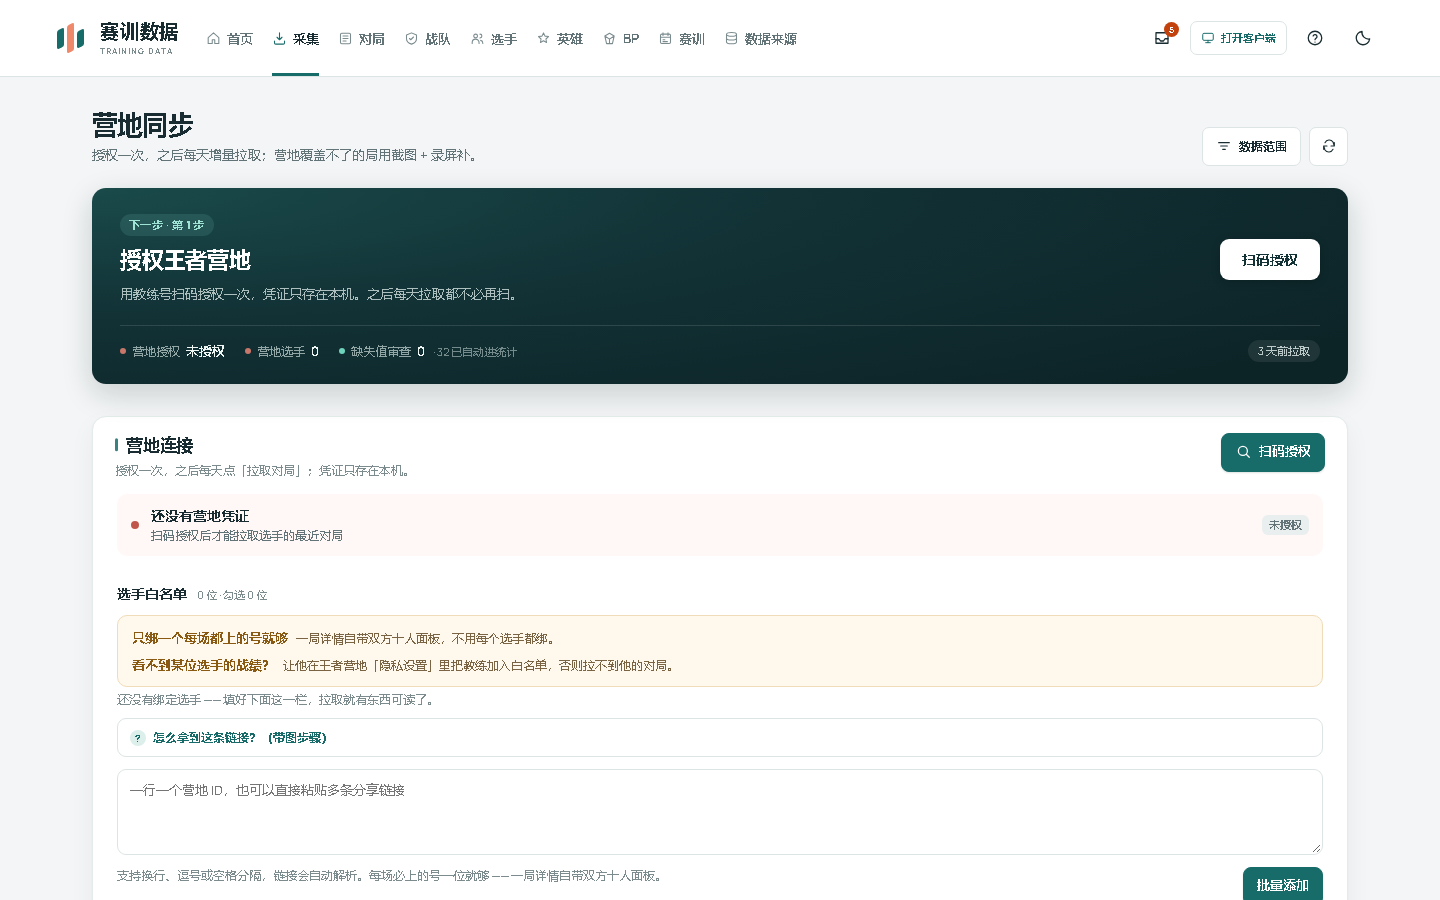 赛训数据
TRAINING DATA
首页
采集
对局
战队
选手
英雄
BP
赛训
数据来源
5
打开客户端
营地同步
授权一次，之后每天增量拉取；营地覆盖不了的局用截图 + 录屏补。
数据范围
下一步 · 第 1 步
授权王者营地
用教练号扫码授权一次，凭证只存在本机。之后每天拉取都不必再扫。
扫码授权
营地授权 未授权
营地选手 0
缺失值审查 0 · 32 已自动进统计
3 天前拉取
营地连接
授权一次，之后每天点「拉取对局」；凭证只存在本机。
扫码授权
还没有营地凭证
扫码授权后才能拉取选手的最近对局
未授权
选手白名单 0 位 · 勾选 0 位
只绑一个每场都上的号就够 一局详情自带双方十人面板，不用每个选手都绑。
看不到某位选手的战绩？ 让他在王者营地「隐私设置」里把教练加入白名单，否则拉不到他的对局。
还没有绑定选手 —— 填好下面这一栏，拉取就有东西可读了。
? 怎么拿到这条链接？（带图步骤）
一行一个营地 ID，也可以直接粘贴多条分享链接
支持换行、逗号或空格分隔，链接会自动解析。每场必上的号一位就够 —— 一局详情自带双方十人面板。
批量添加